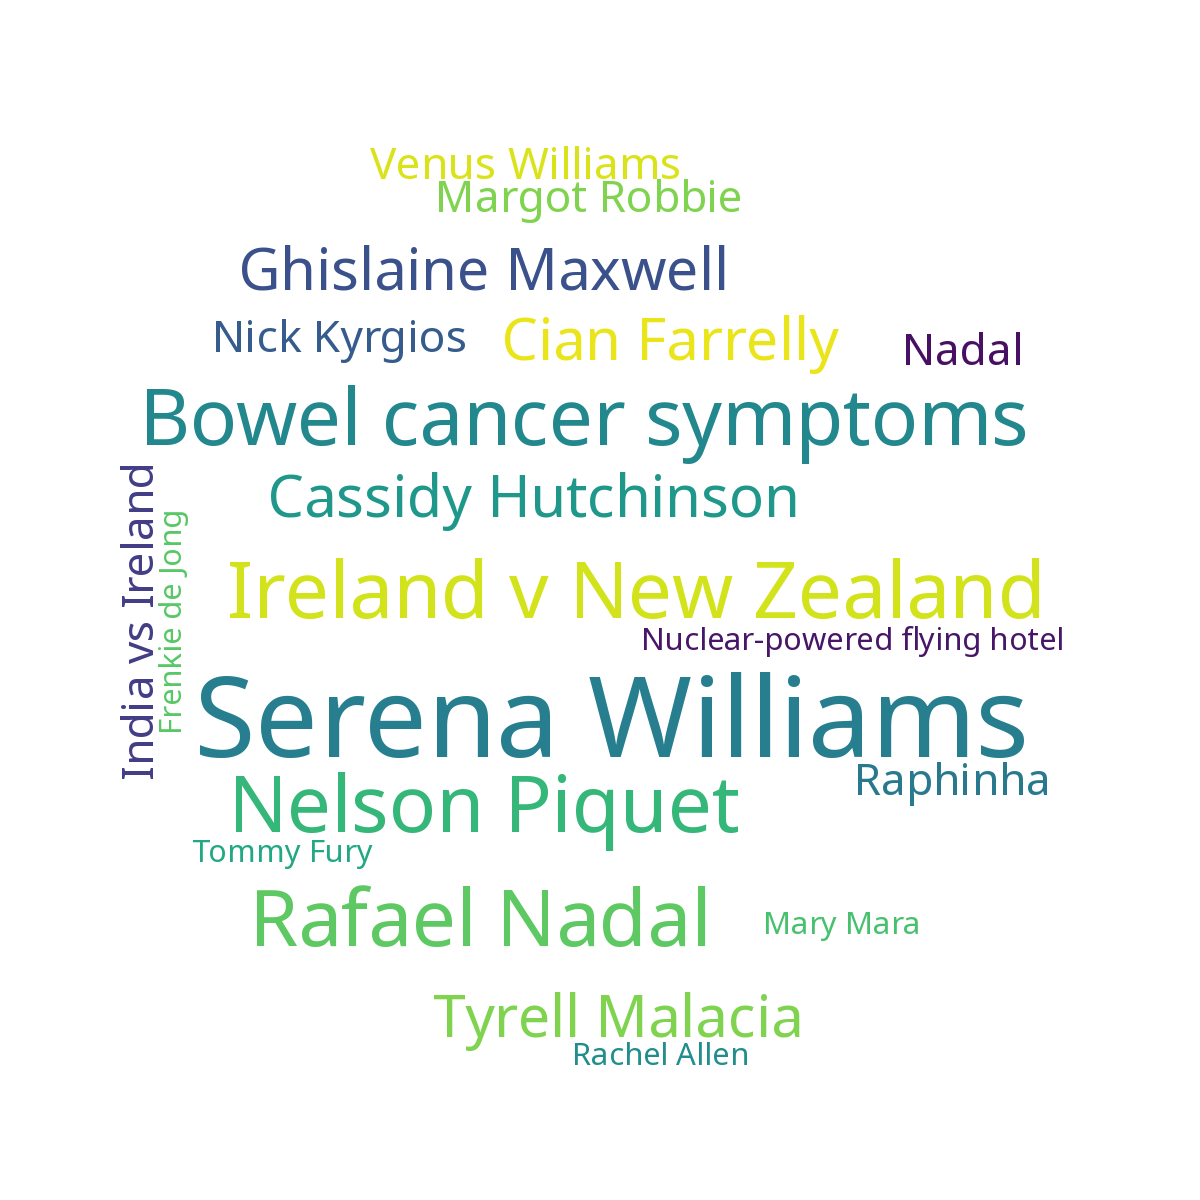 Venus Williams
Margot Robbie
Ghislaine Maxwell
Nick Kyrgios
Cian Farrelly
Nadal
Bowel cancer symptoms
India vs Ireland
Frenkie de Jong
Cassidy Hutchinson
Ireland v New Zealand
Nuclear-powered flying hotel
Serena Williams
Nelson Piquet
Raphinha
Tommy Fury
Rafael Nadal
Mary Mara
Tyrell Malacia
Rachel Allen